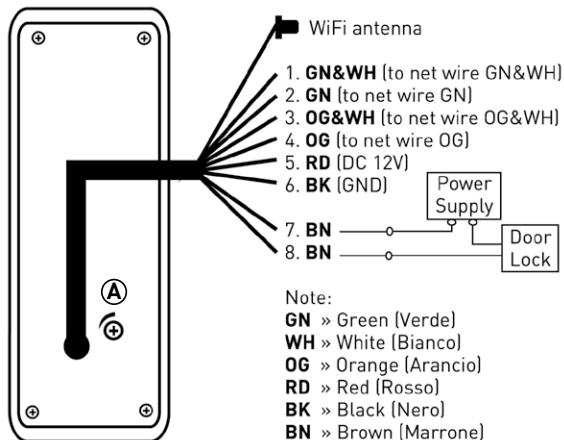 WiFi antenna
1. GN&WH (to net wire GN&WH)
2. GN (to net wire GN)
3. OG&WH (to net wire OG&WH)
4. OG (to net wire OG)
5. RD (DC 12V)
6. BK (GND)
Power
Supply
7. BN
8. BN
Door
Lock
A
Note:
GN » Green (Verde)
WH » White (Bianco)
OG » Orange (Arancio)
RD » Red (Rosso)
BK » Black (Nero)
BN » Brown (Marrone)